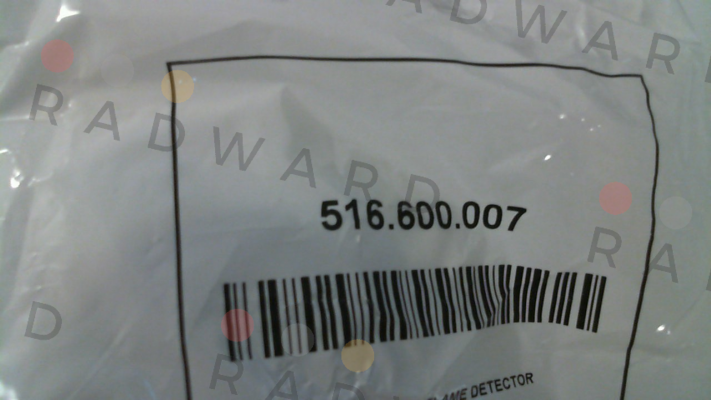 RADWARD
RADWARD
516.600.007
DETECTOR